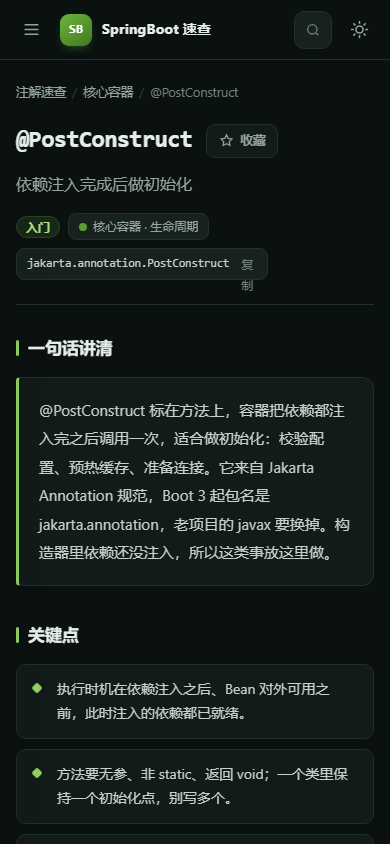 SB SpringBoot 速查
注解速查 / 核心容器 / @PostConstruct
@PostConstruct 收藏
依赖注入完成后做初始化
入门 核心容器 · 生命周期
jakarta.annotation.PostConstruct 复制
一句话讲清
@PostConstruct 标在方法上，容器把依赖都注
入完之后调用一次，适合做初始化：校验配
置、预热缓存、准备连接。它来自 Jakarta
Annotation 规范，Boot 3 起包名是
jakarta.annotation，老项目的 javax 要换掉。构
造器里依赖还没注入，所以这类事放这里做。
关键点
执行时机在依赖注入之后、Bean 对外可用之
前，此时注入的依赖都已就绪。
方法要无参、非 static、返回 void；一个类里保
持一个初始化点，别写多个。